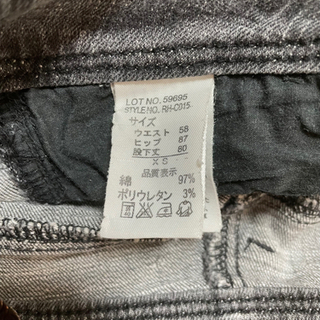 LOT NO. 59695
STYLE NO. RH-C015
サイズ
ウエスト 58
ヒップ 87
股下丈 80
XS
品質表示
綿 97%
ポリウレタン 3%